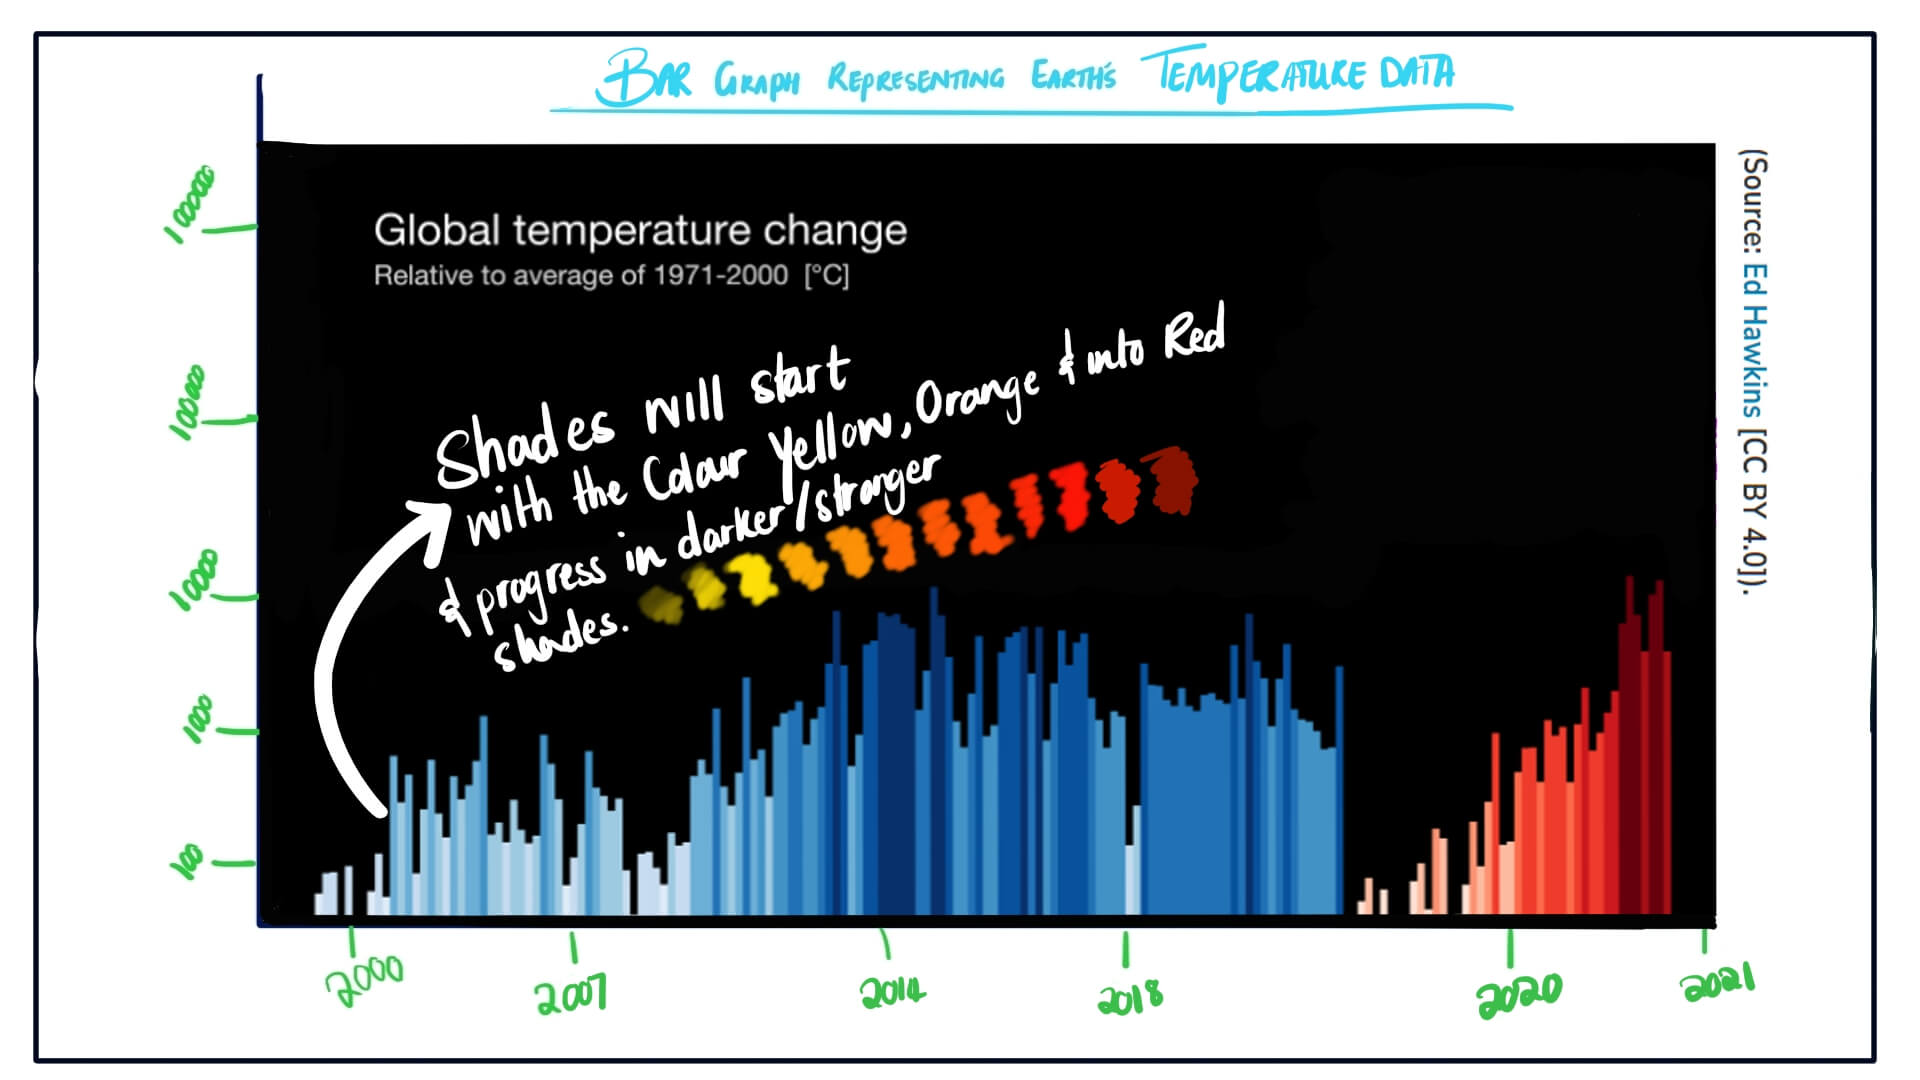 BAR GRAPH REPRESENTING EARTH'S TEMPERATURE DATA
Global temperature change
Relative to average of 1971-2000 [°C]
Shades will start
with the Colour Yellow, Orange & into Red
& progress in darker/stronger
shades.
1000000
100000
10000
1000
100
2000
2007
2014
2018
2020
2021
(Source: Ed Hawkins [CC BY 4.0]).